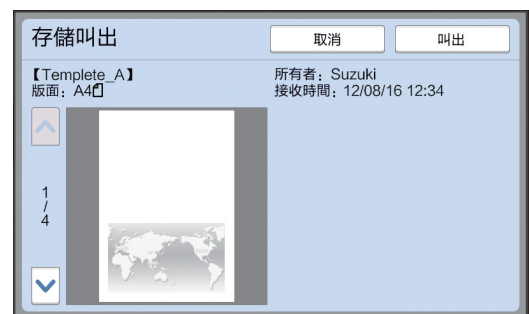 存儲叫出
取消
叫出
【Templete_A】
版面：A4
所有者：Suzuki
接收時間：12/08/16 12:34
1
/
4